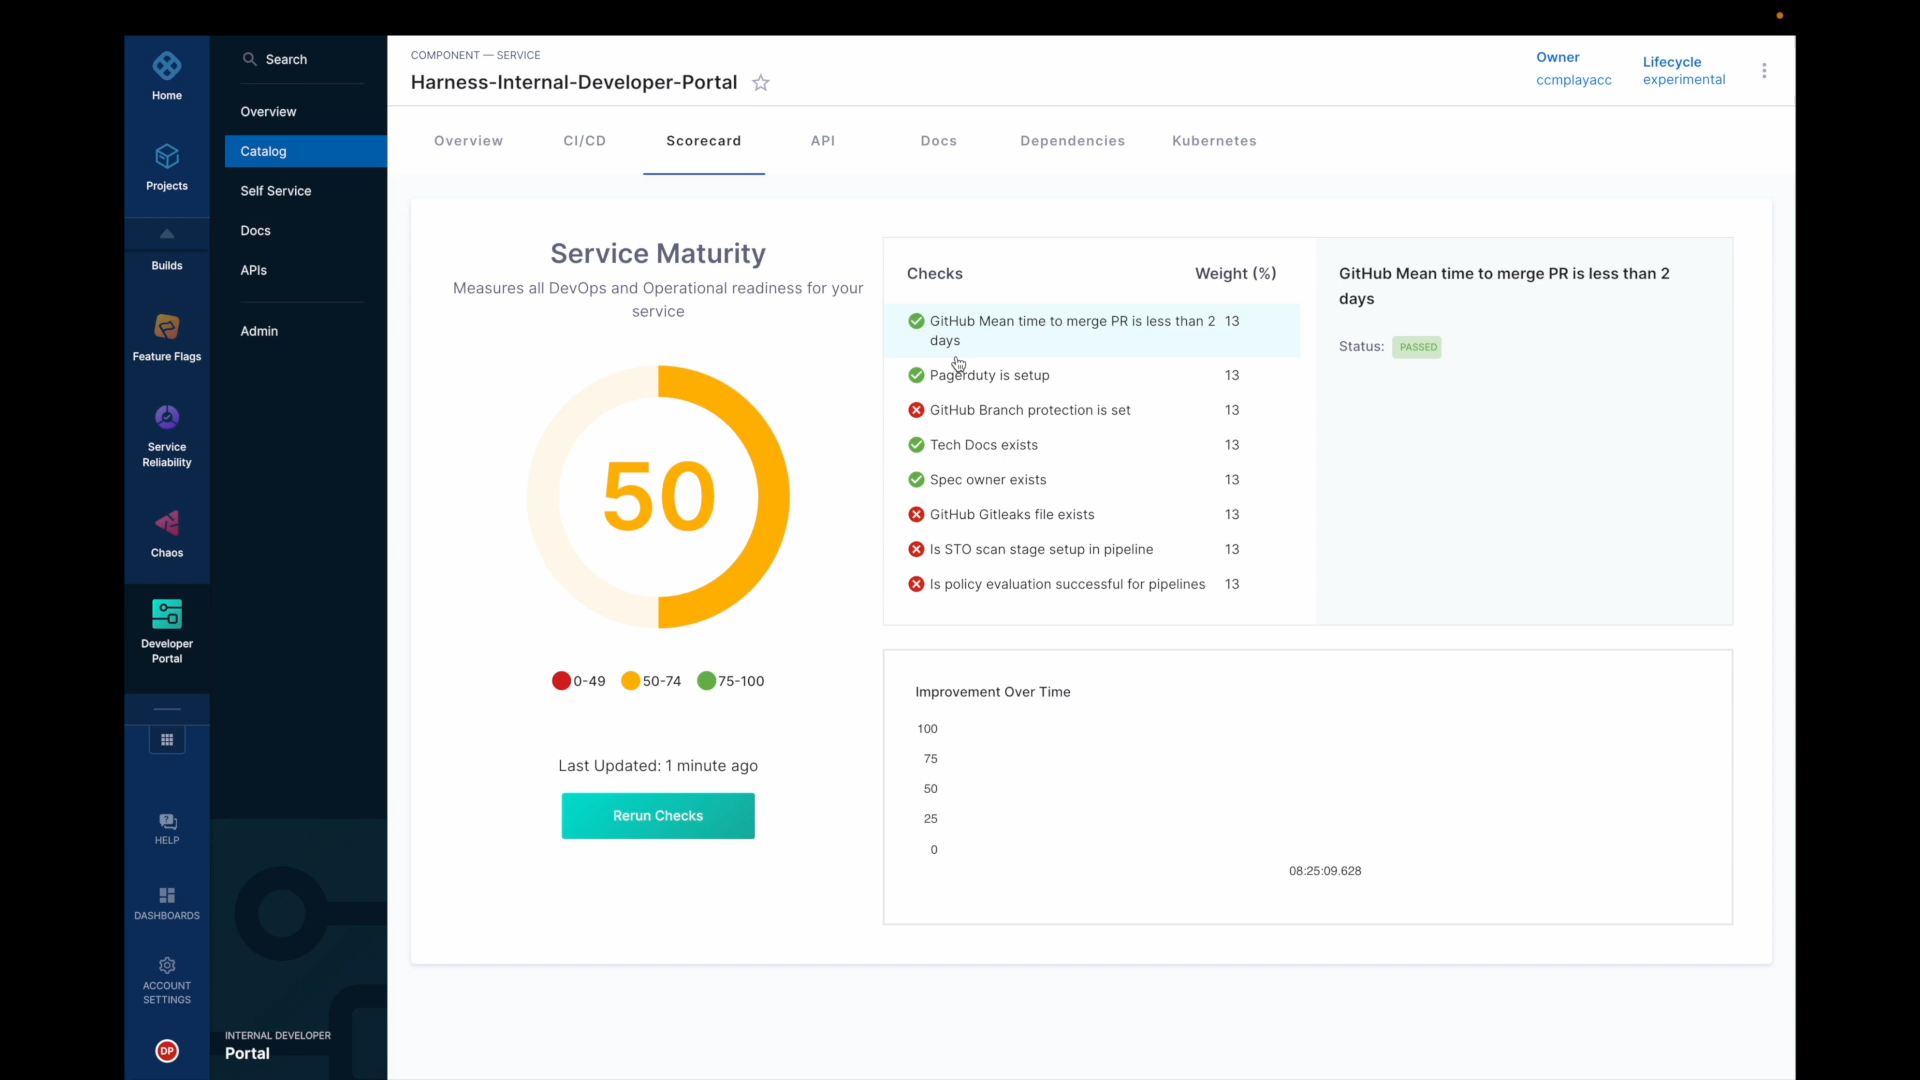 Home
Projects
Builds
Feature Flags
Service
Reliability
Chaos
Developer
Portal
HELP
DASHBOARDS
ACCOUNT
SETTINGS
DP
Search
Overview
Catalog
Self Service
Docs
APIs
Admin
INTERNAL DEVELOPER
Portal
COMPONENT — SERVICE
Harness-Internal-Developer-Portal
Owner
ccmplayacc
Lifecycle
experimental
Overview CI/CD Scorecard API Docs Dependencies Kubernetes
Service Maturity
Measures all DevOps and Operational readiness for your
service
50
0-49 50-74 75-100
Last Updated: 1 minute ago
Rerun Checks
Checks Weight (%)
GitHub Mean time to merge PR is less than 2 13
days
Pagerduty is setup 13
GitHub Branch protection is set 13
Tech Docs exists 13
Spec owner exists 13
GitHub Gitleaks file exists 13
Is STO scan stage setup in pipeline 13
Is policy evaluation successful for pipelines 13
GitHub Mean time to merge PR is less than 2
days
Status: PASSED
Improvement Over Time
100
75
50
25
0
08:25:09.628